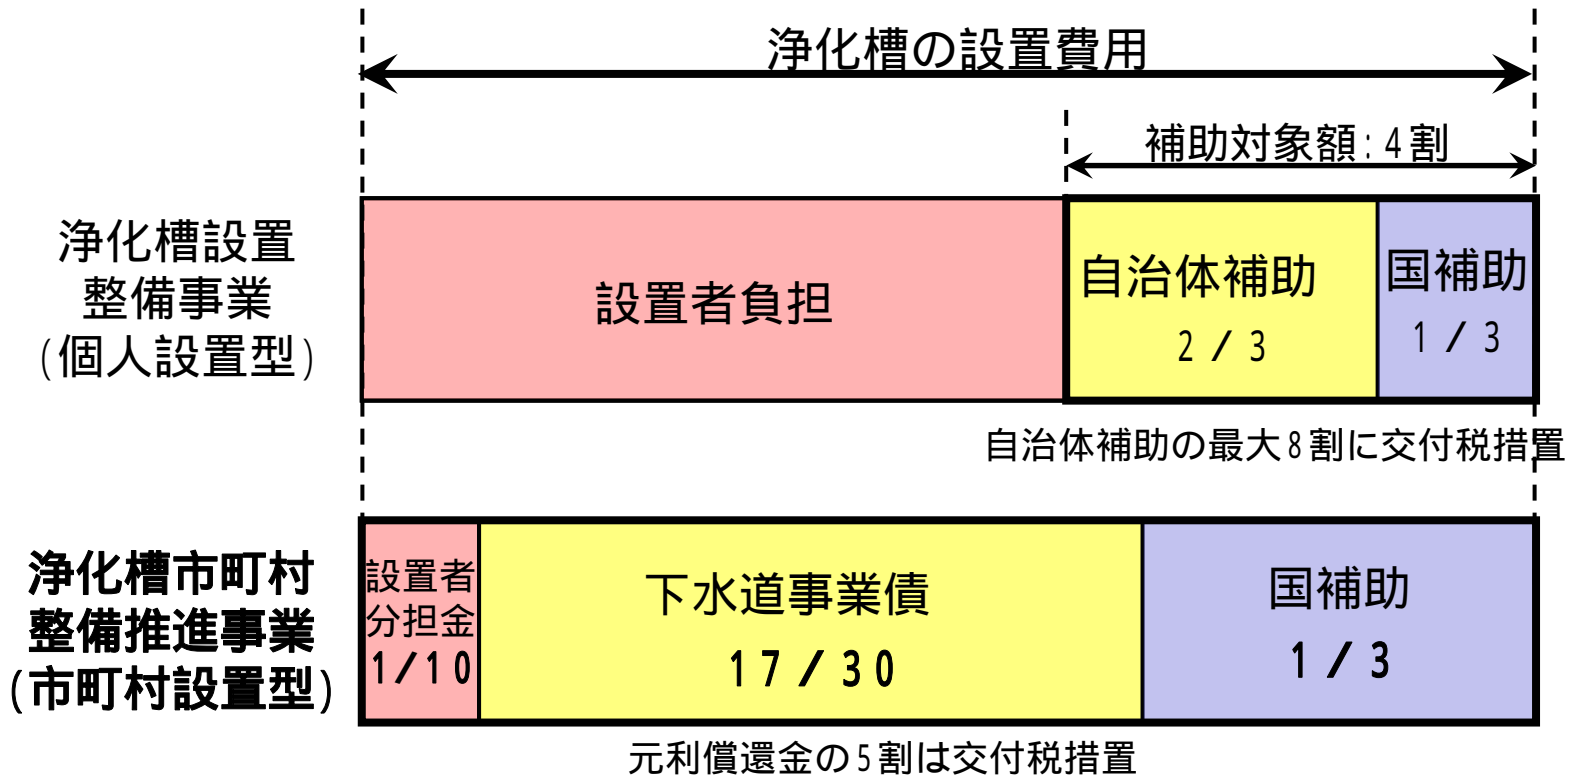 浄化槽の設置費用
補助対象額:4割
浄化槽設置
整備事業
(個人設置型)
設置者負担
自治体補助
2/3
国補助
1/3
自治体補助の最大8割に交付税措置
浄化槽市町村
整備推進事業
(市町村設置型)
設置者
分担金
1/10
下水道事業債
17/30
国補助
1/3
元利償還金の5割は交付税措置